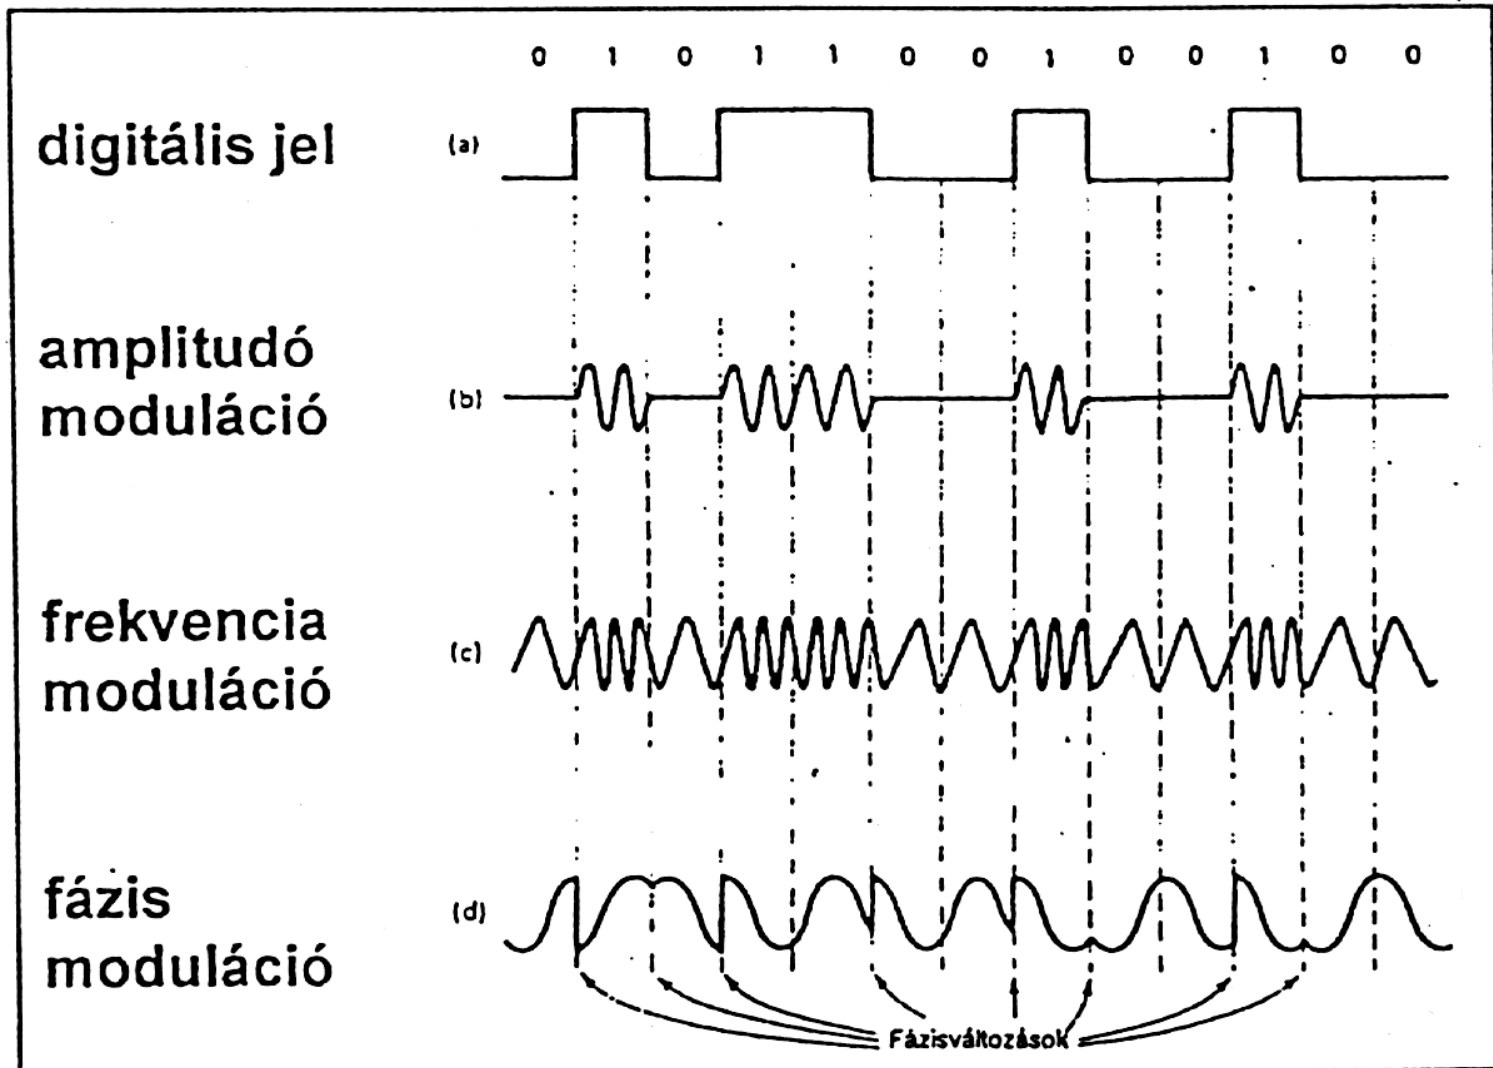 0 1 0 1 1 0 0 1 0 0 1 0 0
digitális jel
(a)
amplitudó
moduláció
(b)
frekvencia
moduláció
(c)
fázis
moduláció
(d)
Fázisváltozások